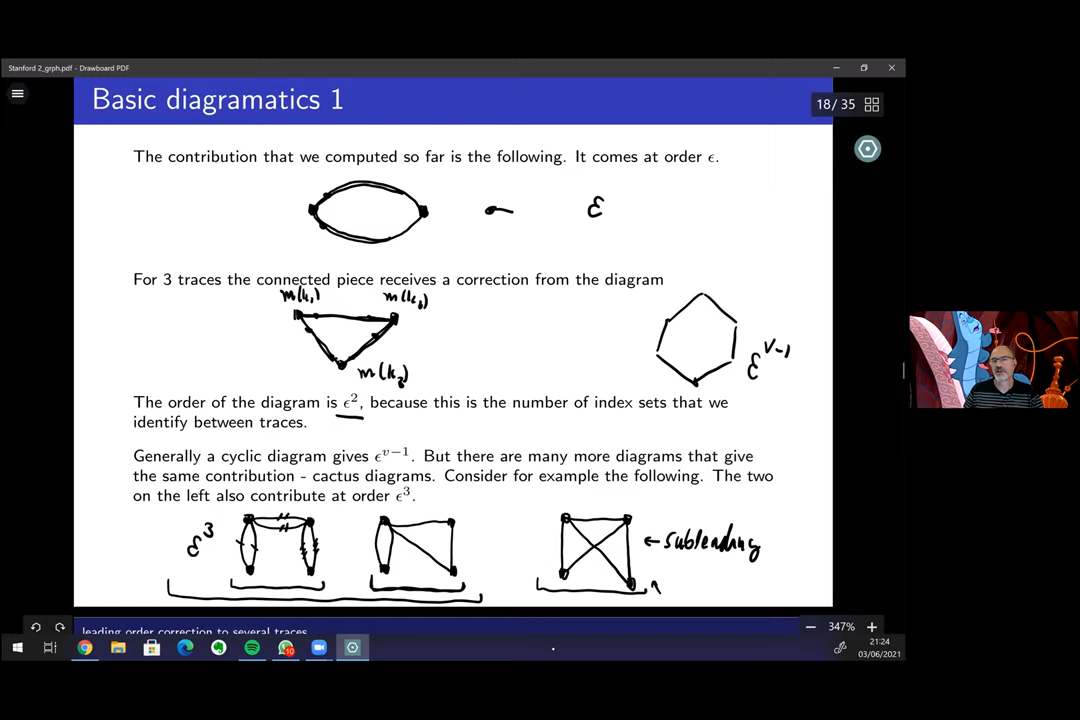 Stanford 2_grph.pdf - Drawboard PDF
Basic diagramatics 1
18 / 35
The contribution that we computed so far is the following. It comes at order ϵ.
ε
For 3 traces the connected piece receives a correction from the diagram
m(k₁)
m(k₂)
ε^{v-1}
The order of the diagram is ϵ², because this is the number of index sets that we
identify between traces.
Generally a cyclic diagram gives ϵ^{v−1}. But there are many more diagrams that give
the same contribution - cactus diagrams. Consider for example the following. The two
on the left also contribute at order ϵ³.
ε³
←subleading
leading order correction to several traces
347%
10
21:24
03/06/2021